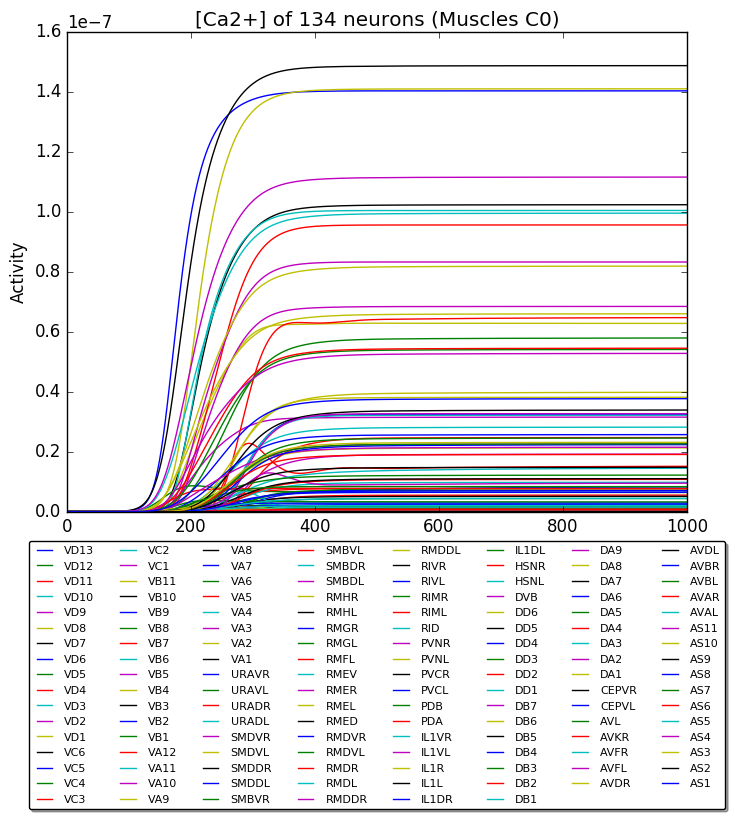 [Ca2+] of 134 neurons (Muscles C0)
1e−7
1.6
1.4
1.2
1.0
0.8
0.6
0.4
0.2
0.0
Activity
0 200 400 600 800 1000
VD13 VC2 VA8 SMBVL RMDDL IL1DL DA9 AVDL
VD12 VC1 VA7 SMBDR RIVR HSNR DA8 AVBR
VD11 VB11 VA6 SMBDL RIVL HSNL DA7 AVBL
VD10 VB10 VA5 RMHR RIMR DVB DA6 AVAR
VD9 VB9 VA4 RMHL RIML DD6 DA5 AVAL
VD8 VB8 VA3 RMGR RID DD5 DA4 AS11
VD7 VB7 VA2 RMGL PVNR DD4 DA3 AS10
VD6 VB6 VA1 RMFL PVNL DD3 DA2 AS9
VD5 VB5 URAVR RMEV PVCR DD2 DA1 AS8
VD4 VB4 URAVL RMER PVCL DD1 CEPVR AS7
VD3 VB3 URADR RMEL PDB DB7 CEPVL AS6
VD2 VB2 URADL RMED PDA DB6 AVL AS5
VD1 VB1 SMDVR RMDVR IL1VR DB5 AVKR AS4
VC6 VA12 SMDVL RMDVL IL1VL DB4 AVFR AS3
VC5 VA11 SMDDR RMDR IL1R DB3 AVFL AS2
VC4 VA10 SMDDL RMDL IL1L DB2 AVDR AS1
VC3 VA9 SMBVR RMDDR IL1DR DB1